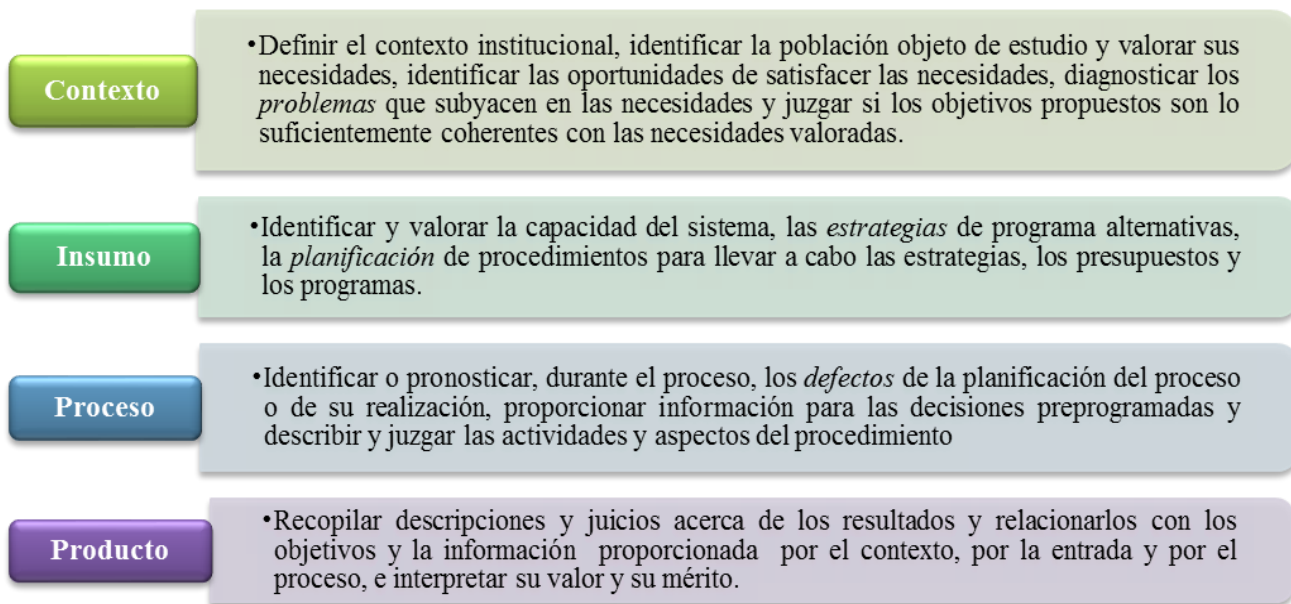 Contexto
•Definir el contexto institucional, identificar la población objeto de estudio y valorar sus
necesidades, identificar las oportunidades de satisfacer las necesidades, diagnosticar los
problemas que subyacen en las necesidades y juzgar si los objetivos propuestos son lo
suficientemente coherentes con las necesidades valoradas.
Insumo
•Identificar y valorar la capacidad del sistema, las estrategias de programa alternativas,
la planificación de procedimientos para llevar a cabo las estrategias, los presupuestos y
los programas.
Proceso
•Identificar o pronosticar, durante el proceso, los defectos de la planificación del proceso
o de su realización, proporcionar información para las decisiones preprogramadas y
describir y juzgar las actividades y aspectos del procedimiento
Producto
•Recopilar descripciones y juicios acerca de los resultados y relacionarlos con los
objetivos y la información proporcionada por el contexto, por la entrada y por el
proceso, e interpretar su valor y su mérito.